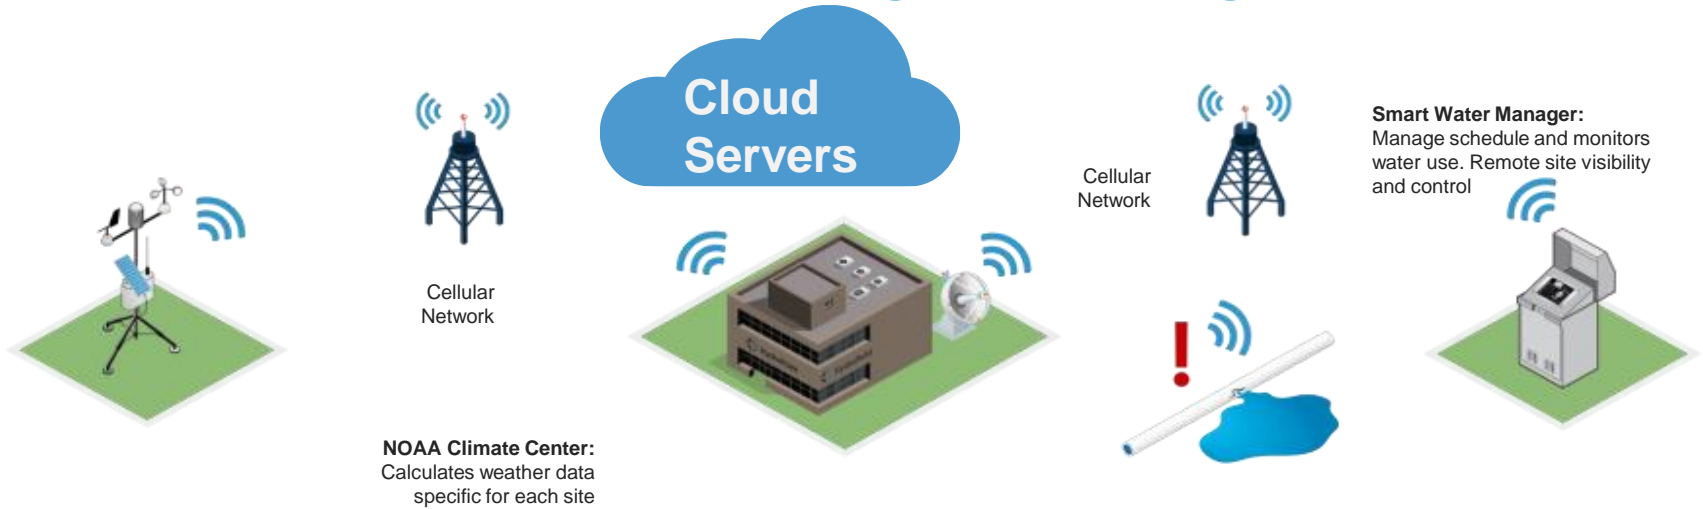 Cloud
Servers
Cellular
Network
NOAA Climate Center:
Calculates weather data
specific for each site
Cellular
Network
Smart Water Manager:
Manage schedule and monitors
water use. Remote site visibility
and control